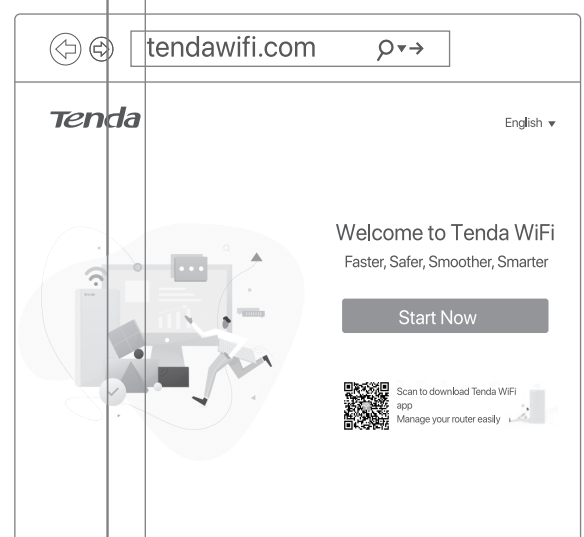 tendawifi.com
Tenda
English
Welcome to Tenda WiFi
Faster, Safer, Smoother, Smarter
Start Now
Scan to download Tenda WiFi
app
Manage your router easily